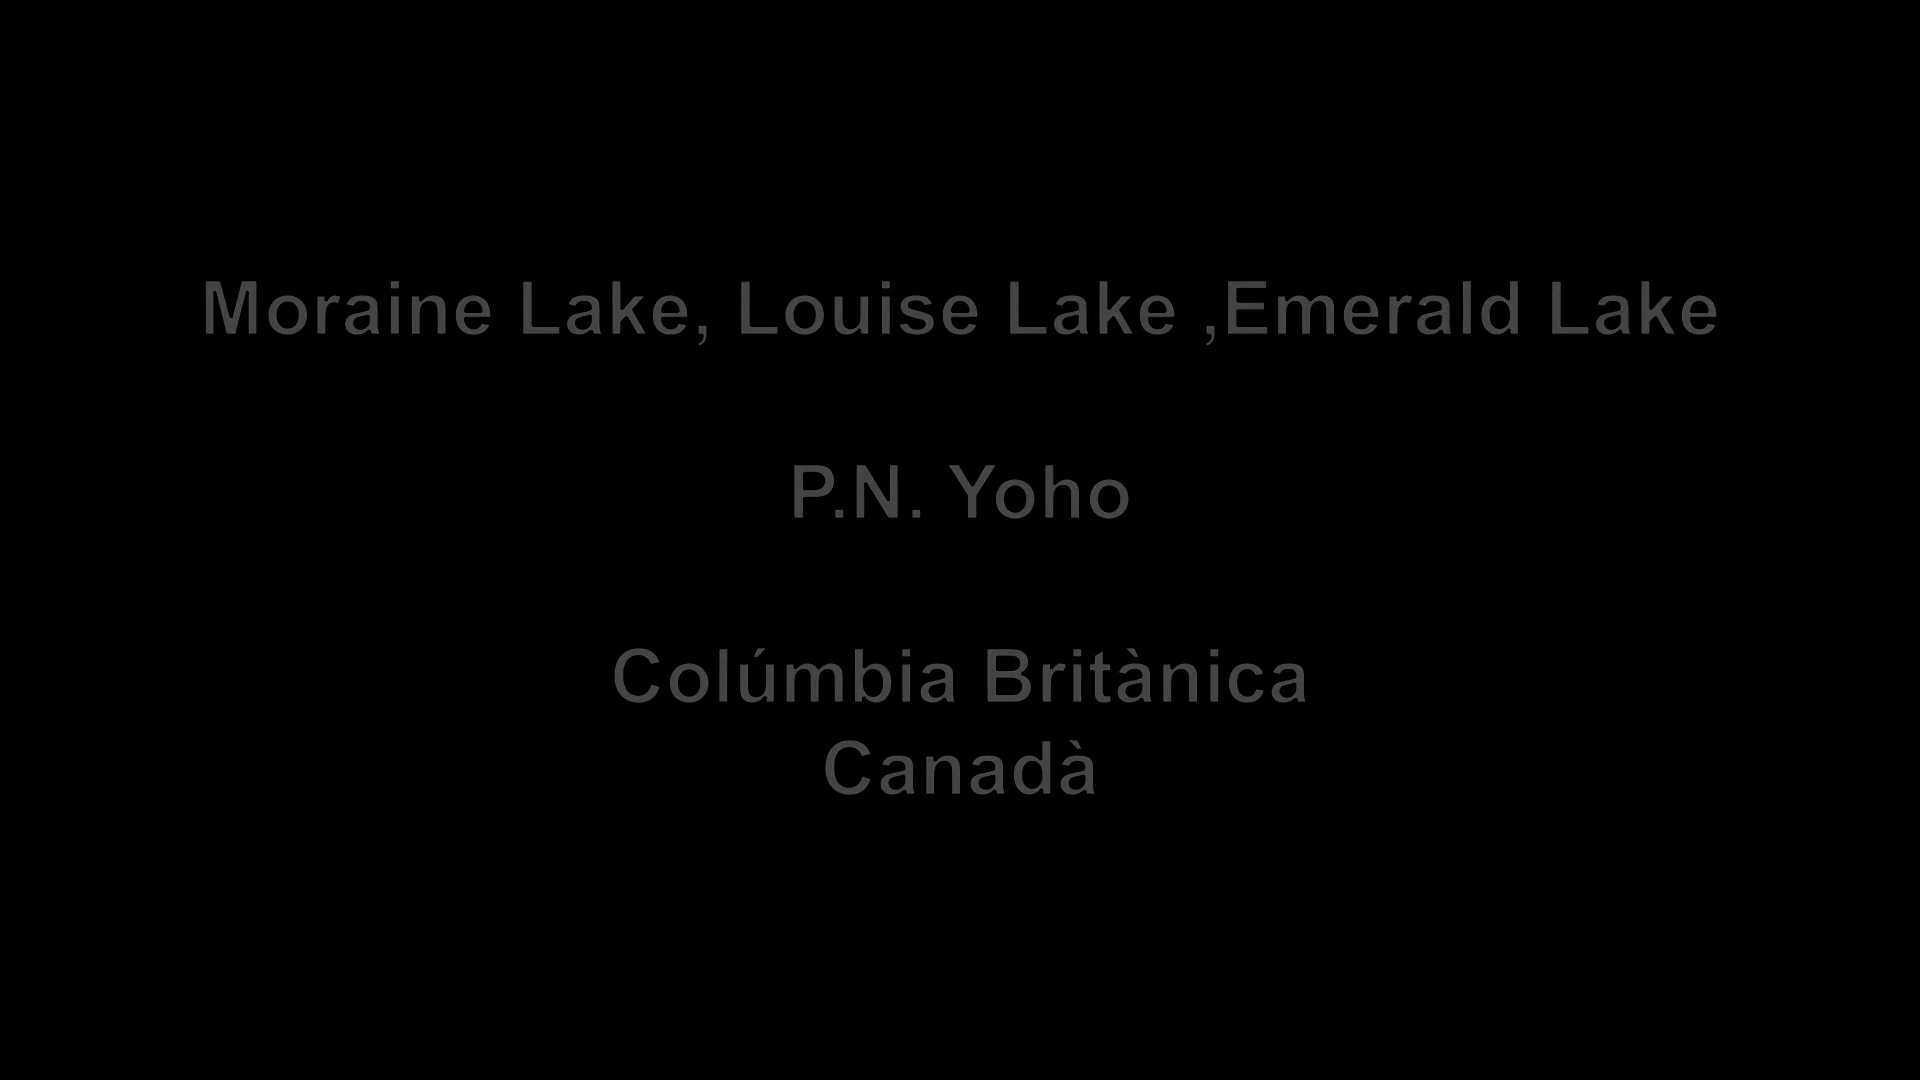 Moraine Lake, Louise Lake ,Emerald Lake
P.N. Yoho
Colúmbia Britànica
Canadà